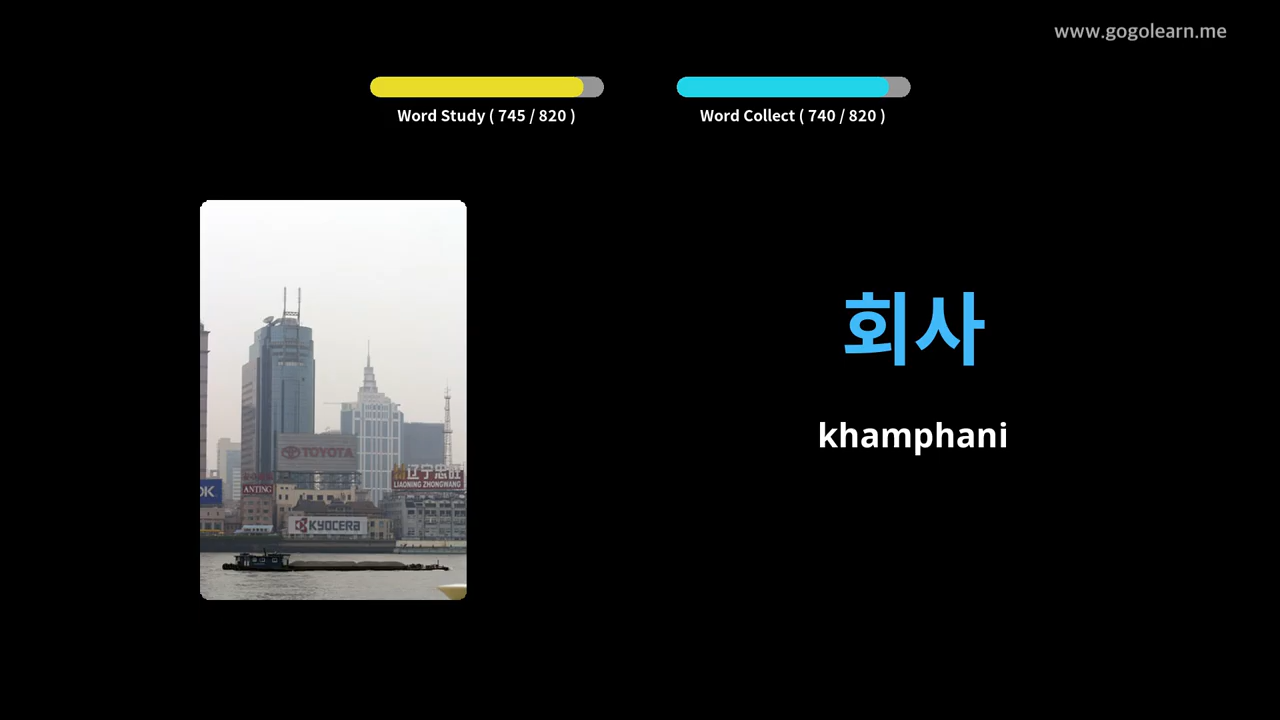 www.gogolearn.me
Word Study ( 745 / 820 )
Word Collect ( 740 / 820 )
회사
khamphani
TOYOTA
辽宁忠旺
LIAONING ZHONGWANG
OK
ANTING
KYOCERA